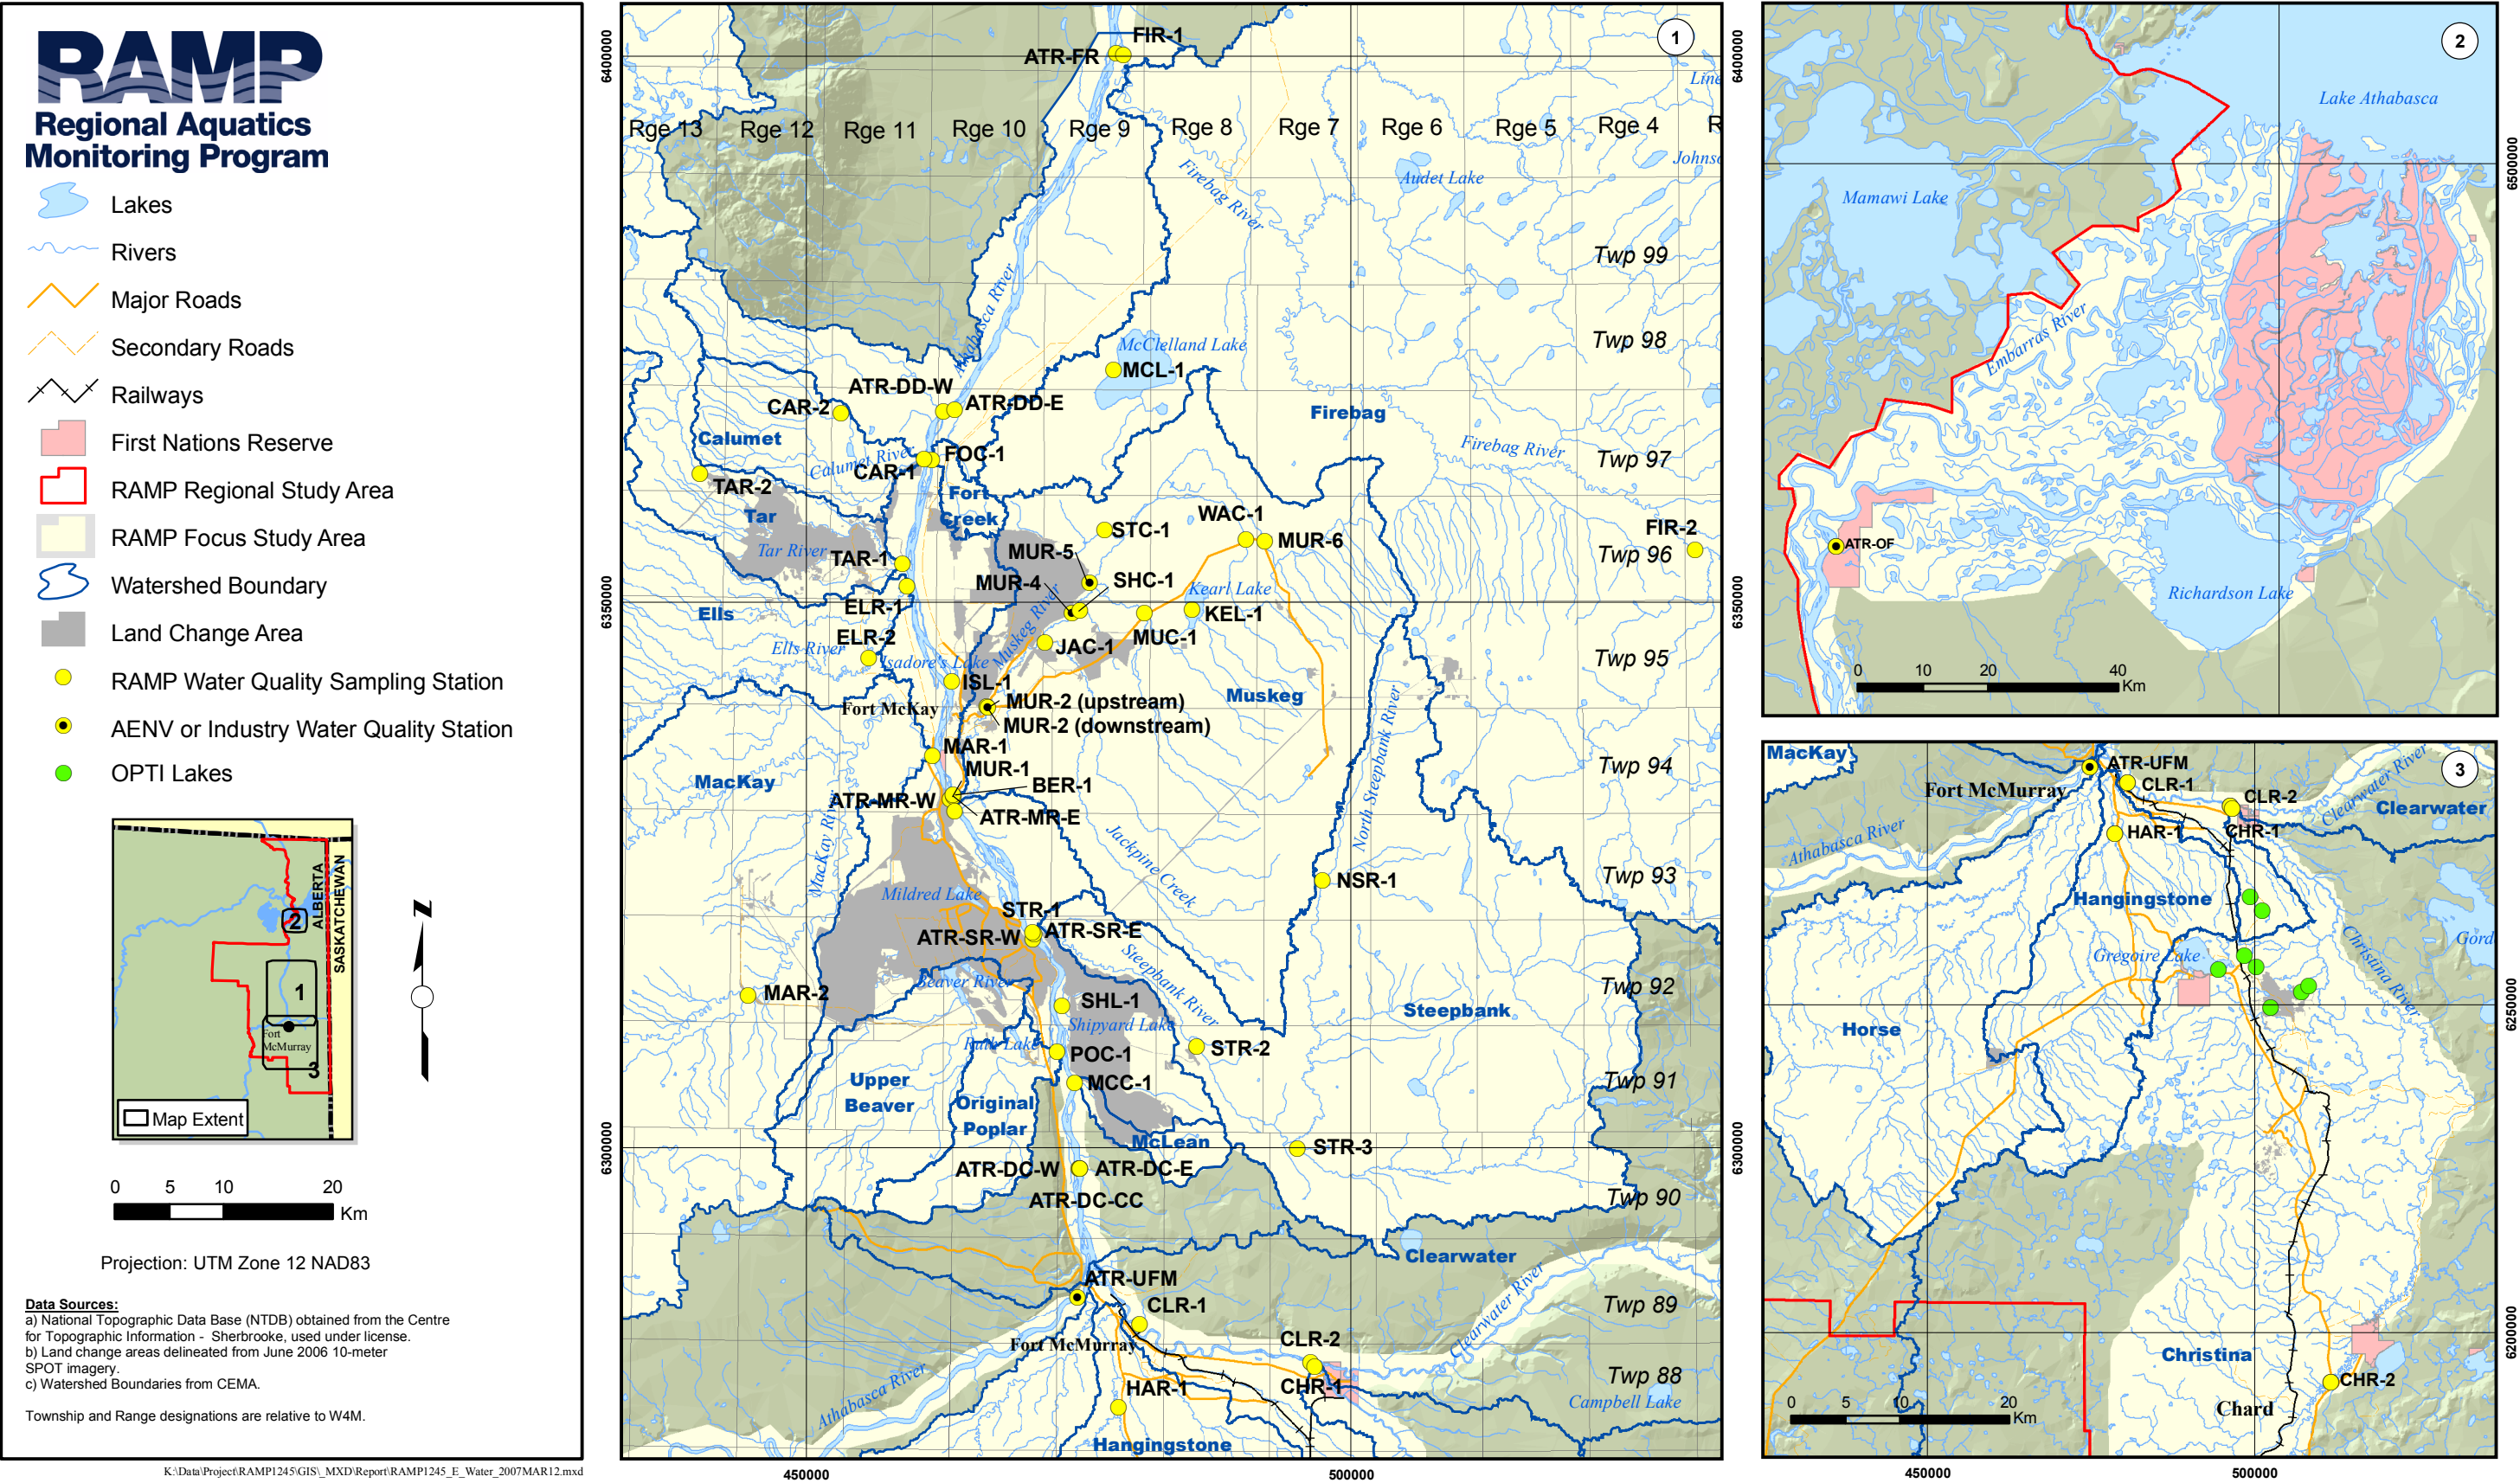 RAMP
Regional Aquatics
Monitoring Program
Lakes
Rivers
Major Roads
Secondary Roads
Railways
First Nations Reserve
RAMP Regional Study Area
RAMP Focus Study Area
Watershed Boundary
Land Change Area
RAMP Water Quality Sampling Station
AENV or Industry Water Quality Station
OPTI Lakes
ALBERTA
SASKATCHEWAN
2
1
Fort
McMurray
3
Map Extent
N
0 5 10 20
Km
Projection: UTM Zone 12 NAD83
Data Sources:
a) National Topographic Data Base (NTDB) obtained from the Centre
for Topographic Information - Sherbrooke, used under license.
b) Land change areas delineated from June 2006 10-meter
SPOT imagery.
c) Watershed Boundaries from CEMA.
Township and Range designations are relative to W4M.
K:\Data\Project\RAMP1245\GIS\_MXD\Report\RAMP1245_E_Water_2007MAR12.mxd
1
FIR-1
ATR-FR
6400000
6400000
Rge 13 Rge 12 Rge 11 Rge 10 Rge 9 Rge 8 Rge 7 Rge 6 Rge 5 Rge 4 R
Line
Johnso
Audet Lake
Firebag River
Twp 99
Athabasca River
Twp 98
McClelland Lake
MCL-1
ATR-DD-W
ATR-DD-E
CAR-2
Firebag
Calumet
Calumet River
FOC-1
CAR-1
Firebag River
Twp 97
TAR-2
Fort
Creek
Tar
STC-1
WAC-1
MUR-6
FIR-2
Twp 96
Tar River
TAR-1
MUR-5
MUR-4
SHC-1
Kearl Lake
KEL-1
6350000
6350000
ELR-1
Ells
ELR-2
Ells River
Muskeg River
JAC-1
MUC-1
Isadore's Lake
ISL-1
Twp 95
Muskeg
Fort McKay
MUR-2 (upstream)
MUR-2 (downstream)
North Steepbank River
MAR-1
MUR-1
BER-1
Twp 94
MacKay
ATR-MR-W
ATR-MR-E
MacKay River
Jackpine Creek
Mildred Lake
NSR-1
Twp 93
STR-1
ATR-SR-W
ATR-SR-E
Steepbank River
Beaver River
MAR-2
SHL-1
Shipyard Lake
Steepbank
Twp 92
Ruth Lake
POC-1
STR-2
Upper
Beaver
MCC-1
Twp 91
Original
Poplar
McLean
STR-3
6300000
6300000
ATR-DC-W
ATR-DC-E
ATR-DC-CC
Twp 90
Clearwater
ATR-UFM
CLR-1
Twp 89
Fort McMurray
CLR-2
Clearwater River
Athabasca River
HAR-1
CHR-1
Twp 88
Campbell Lake
Hangingstone
450000
500000
2
Lake Athabasca
6500000
Mamawi Lake
Embarras River
ATR-OF
Richardson Lake
0 10 20 40
Km
3
MacKay
ATR-UFM
CLR-1
Fort McMurray
CLR-2
Clearwater River
Clearwater
HAR-1
CHR-1
Athabasca River
Hangingstone
Gregoire Lake
Christina River
Gord
Horse
6250000
6200000
Christina
CHR-2
Chard
0 5 10 20
Km
450000
500000